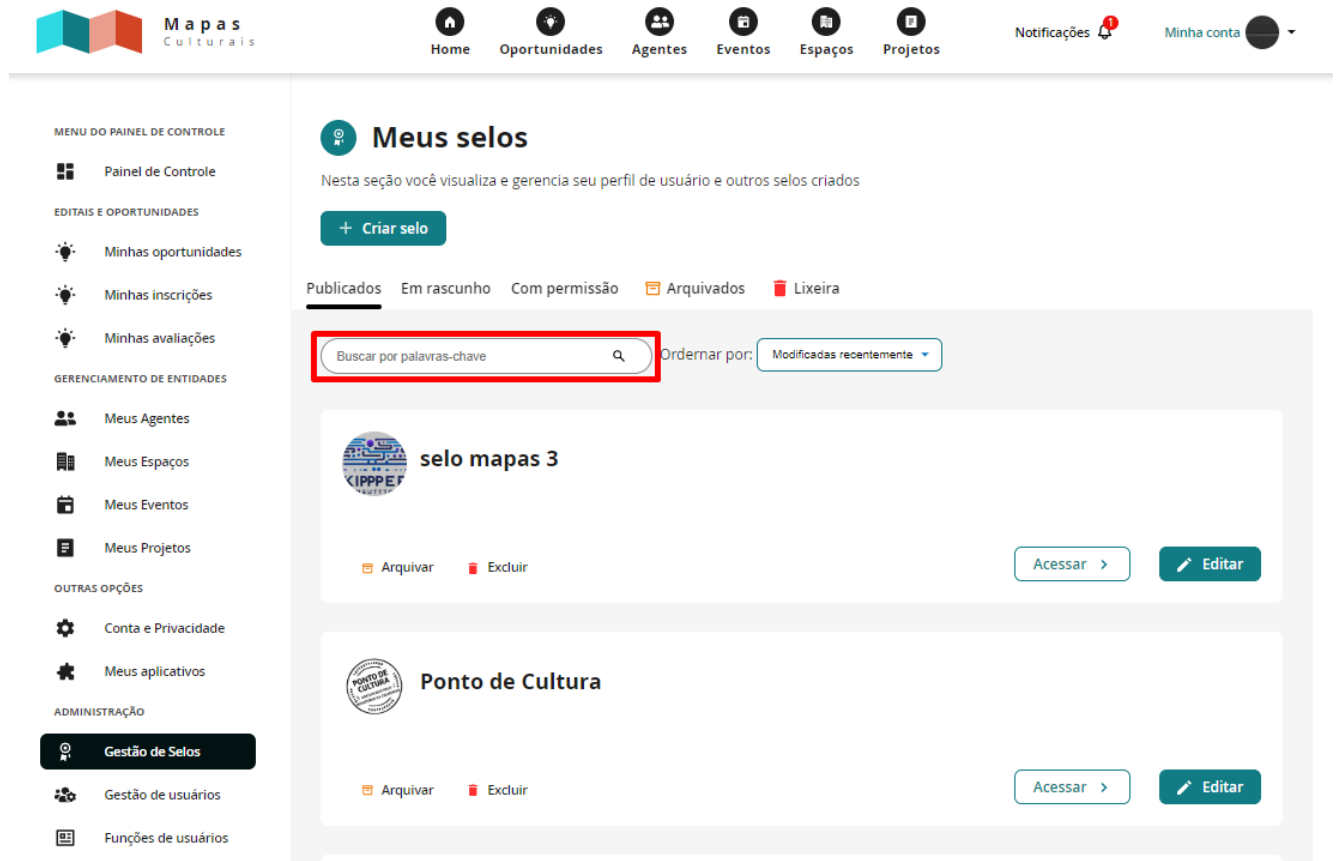 Mapas
Culturais
Home
Oportunidades
Agentes
Eventos
Espaços
Projetos
Notificações
1
Minha conta
MENU DO PAINEL DE CONTROLE
Painel de Controle
EDITAIS E OPORTUNIDADES
Minhas oportunidades
Minhas inscrições
Minhas avaliações
GERENCIAMENTO DE ENTIDADES
Meus Agentes
Meus Espaços
Meus Eventos
Meus Projetos
OUTRAS OPÇÕES
Conta e Privacidade
Meus aplicativos
ADMINISTRAÇÃO
Gestão de Selos
Gestão de usuários
Funções de usuários
Meus selos
Nesta seção você visualiza e gerencia seu perfil de usuário e outros selos criados
+ Criar selo
Publicados Em rascunho Com permissão Arquivados Lixeira
Buscar por palavras-chave
Ordernar por: Modificadas recentemente
KIPPPER
selo mapas 3
Arquivar Excluir Acessar Editar
PONTO DE
CULTURA
Ponto de Cultura
Arquivar Excluir Acessar Editar